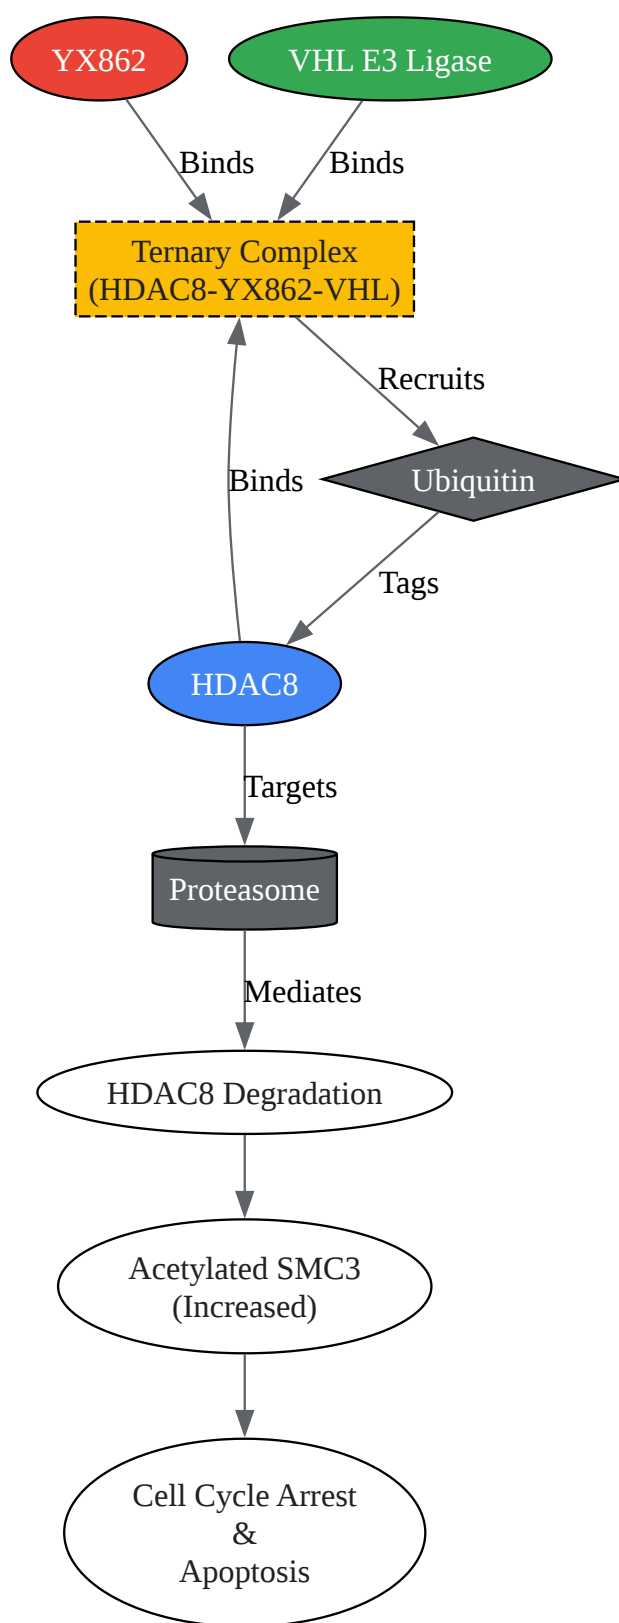 YX862
VHL E3 Ligase
Binds
Binds
Ternary Complex
(HDAC8-YX862-VHL)
Recruits
Binds
Ubiquitin
Tags
HDAC8
Targets
Proteasome
Mediates
HDAC8 Degradation
Acetylated SMC3
(Increased)
Cell Cycle Arrest
&
Apoptosis